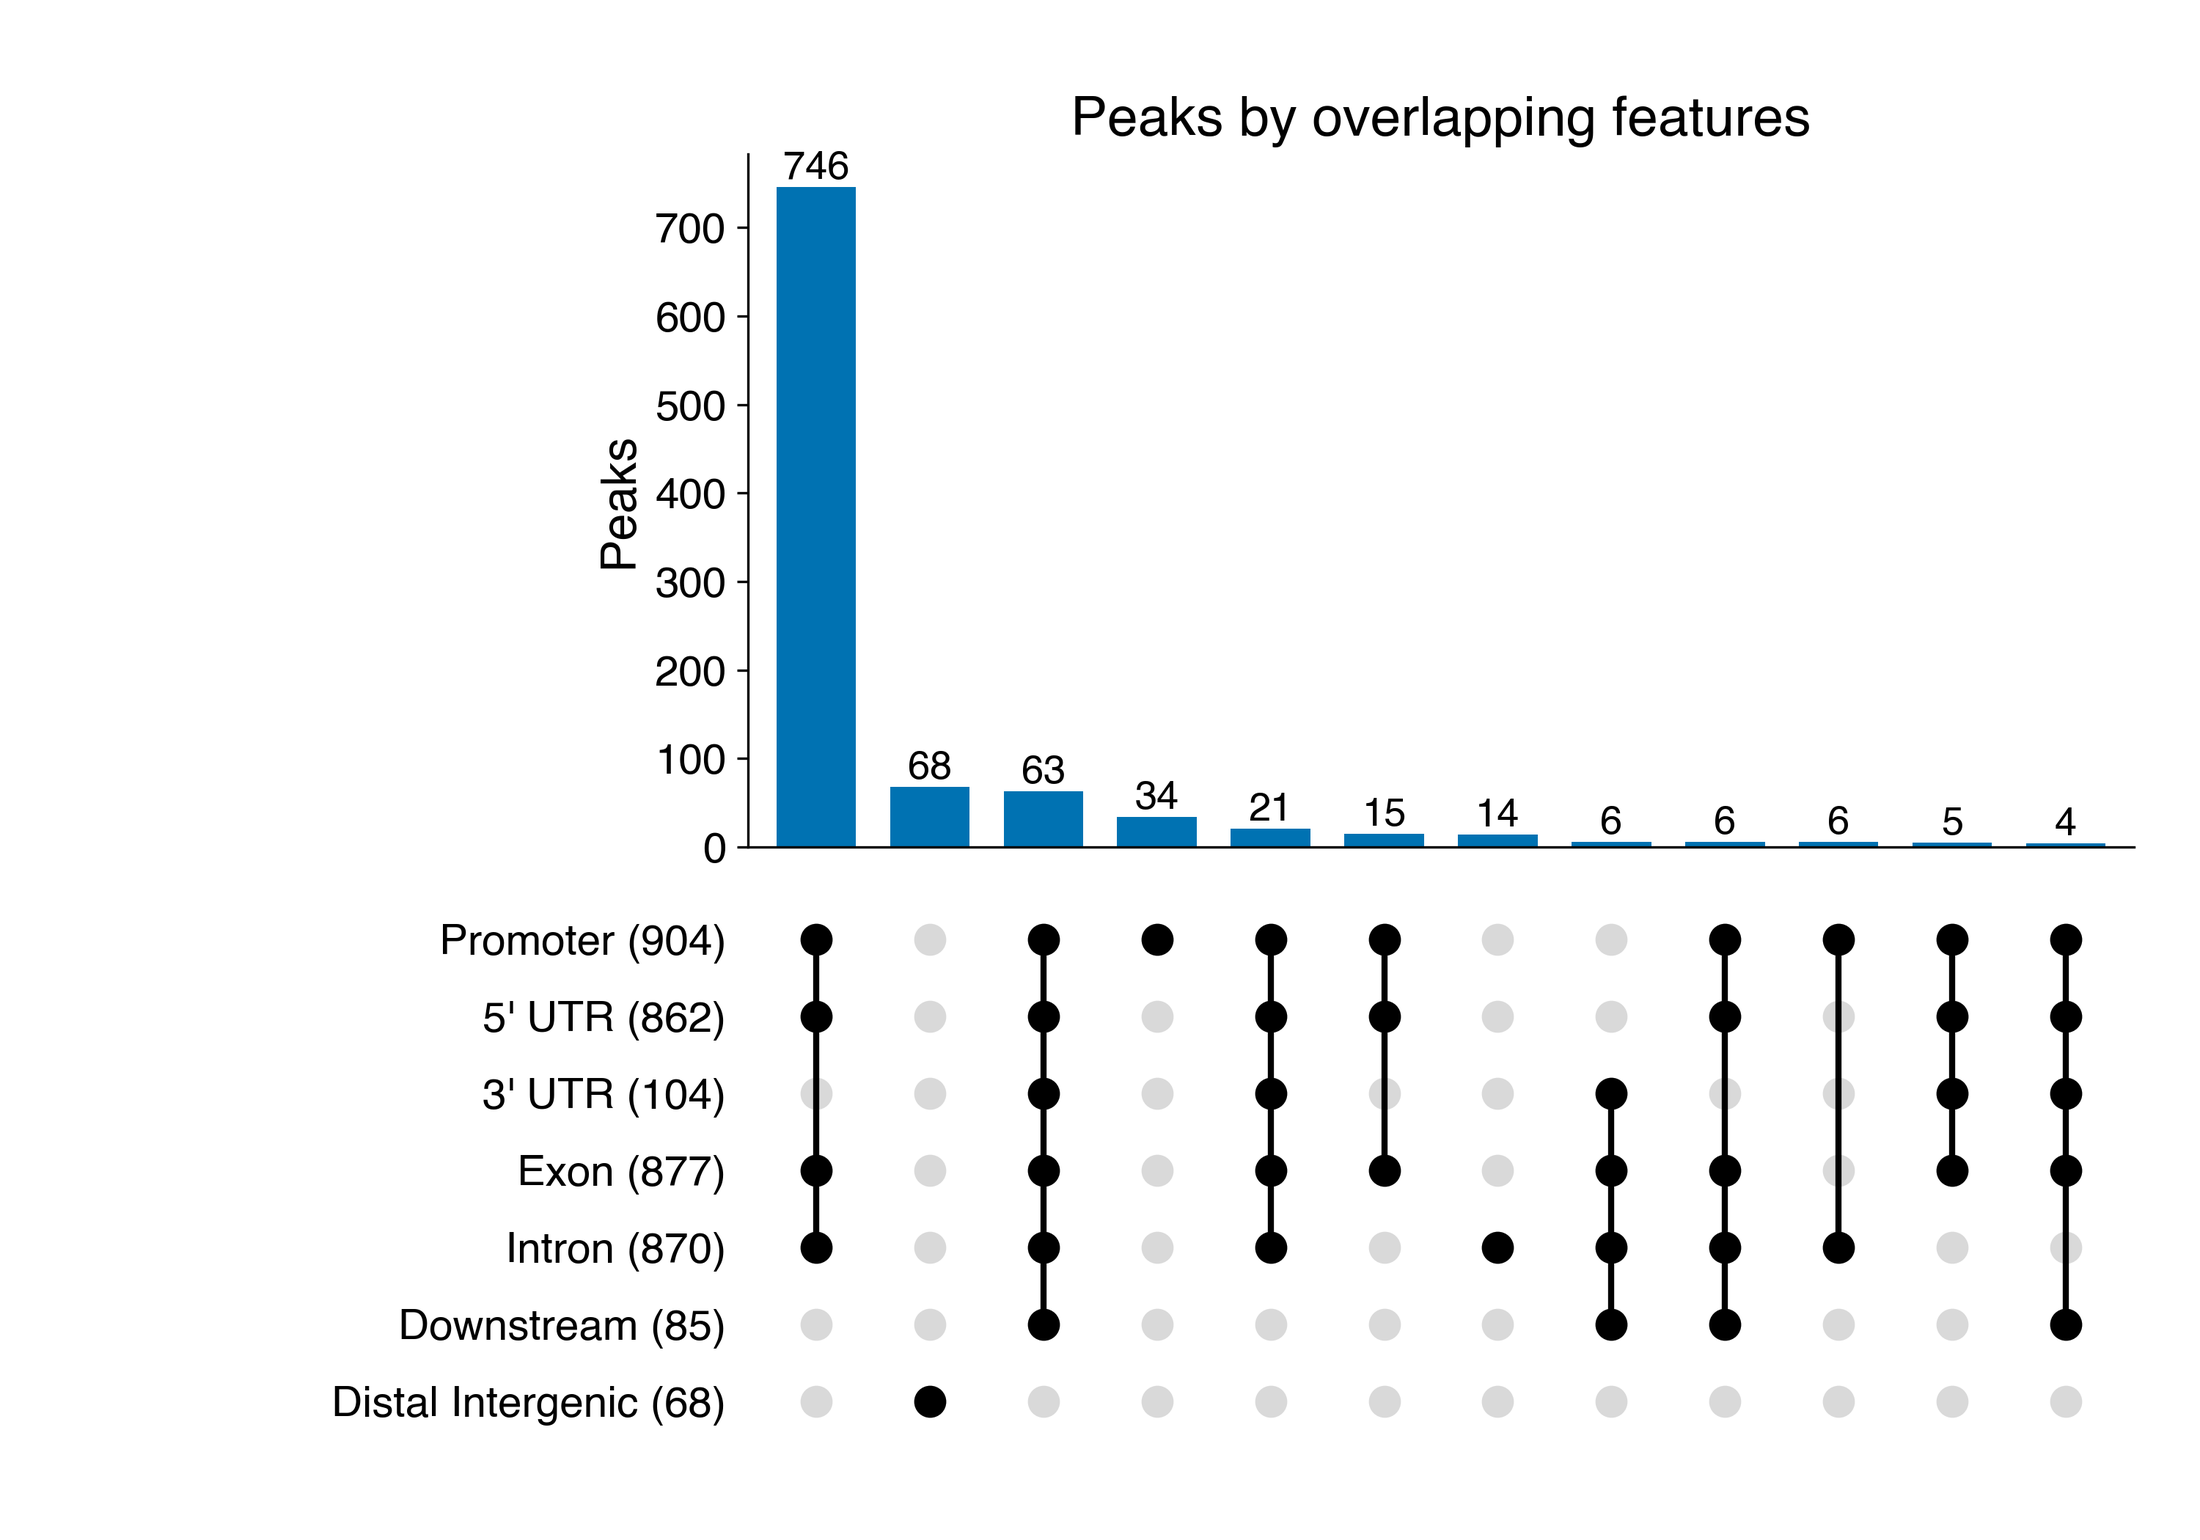 Peaks by overlapping features
Peaks
700
600
500
400
300
200
100
0
746
68
63
34
21
15
14
6
6
6
5
4
Promoter (904)
5' UTR (862)
3' UTR (104)
Exon (877)
Intron (870)
Downstream (85)
Distal Intergenic (68)